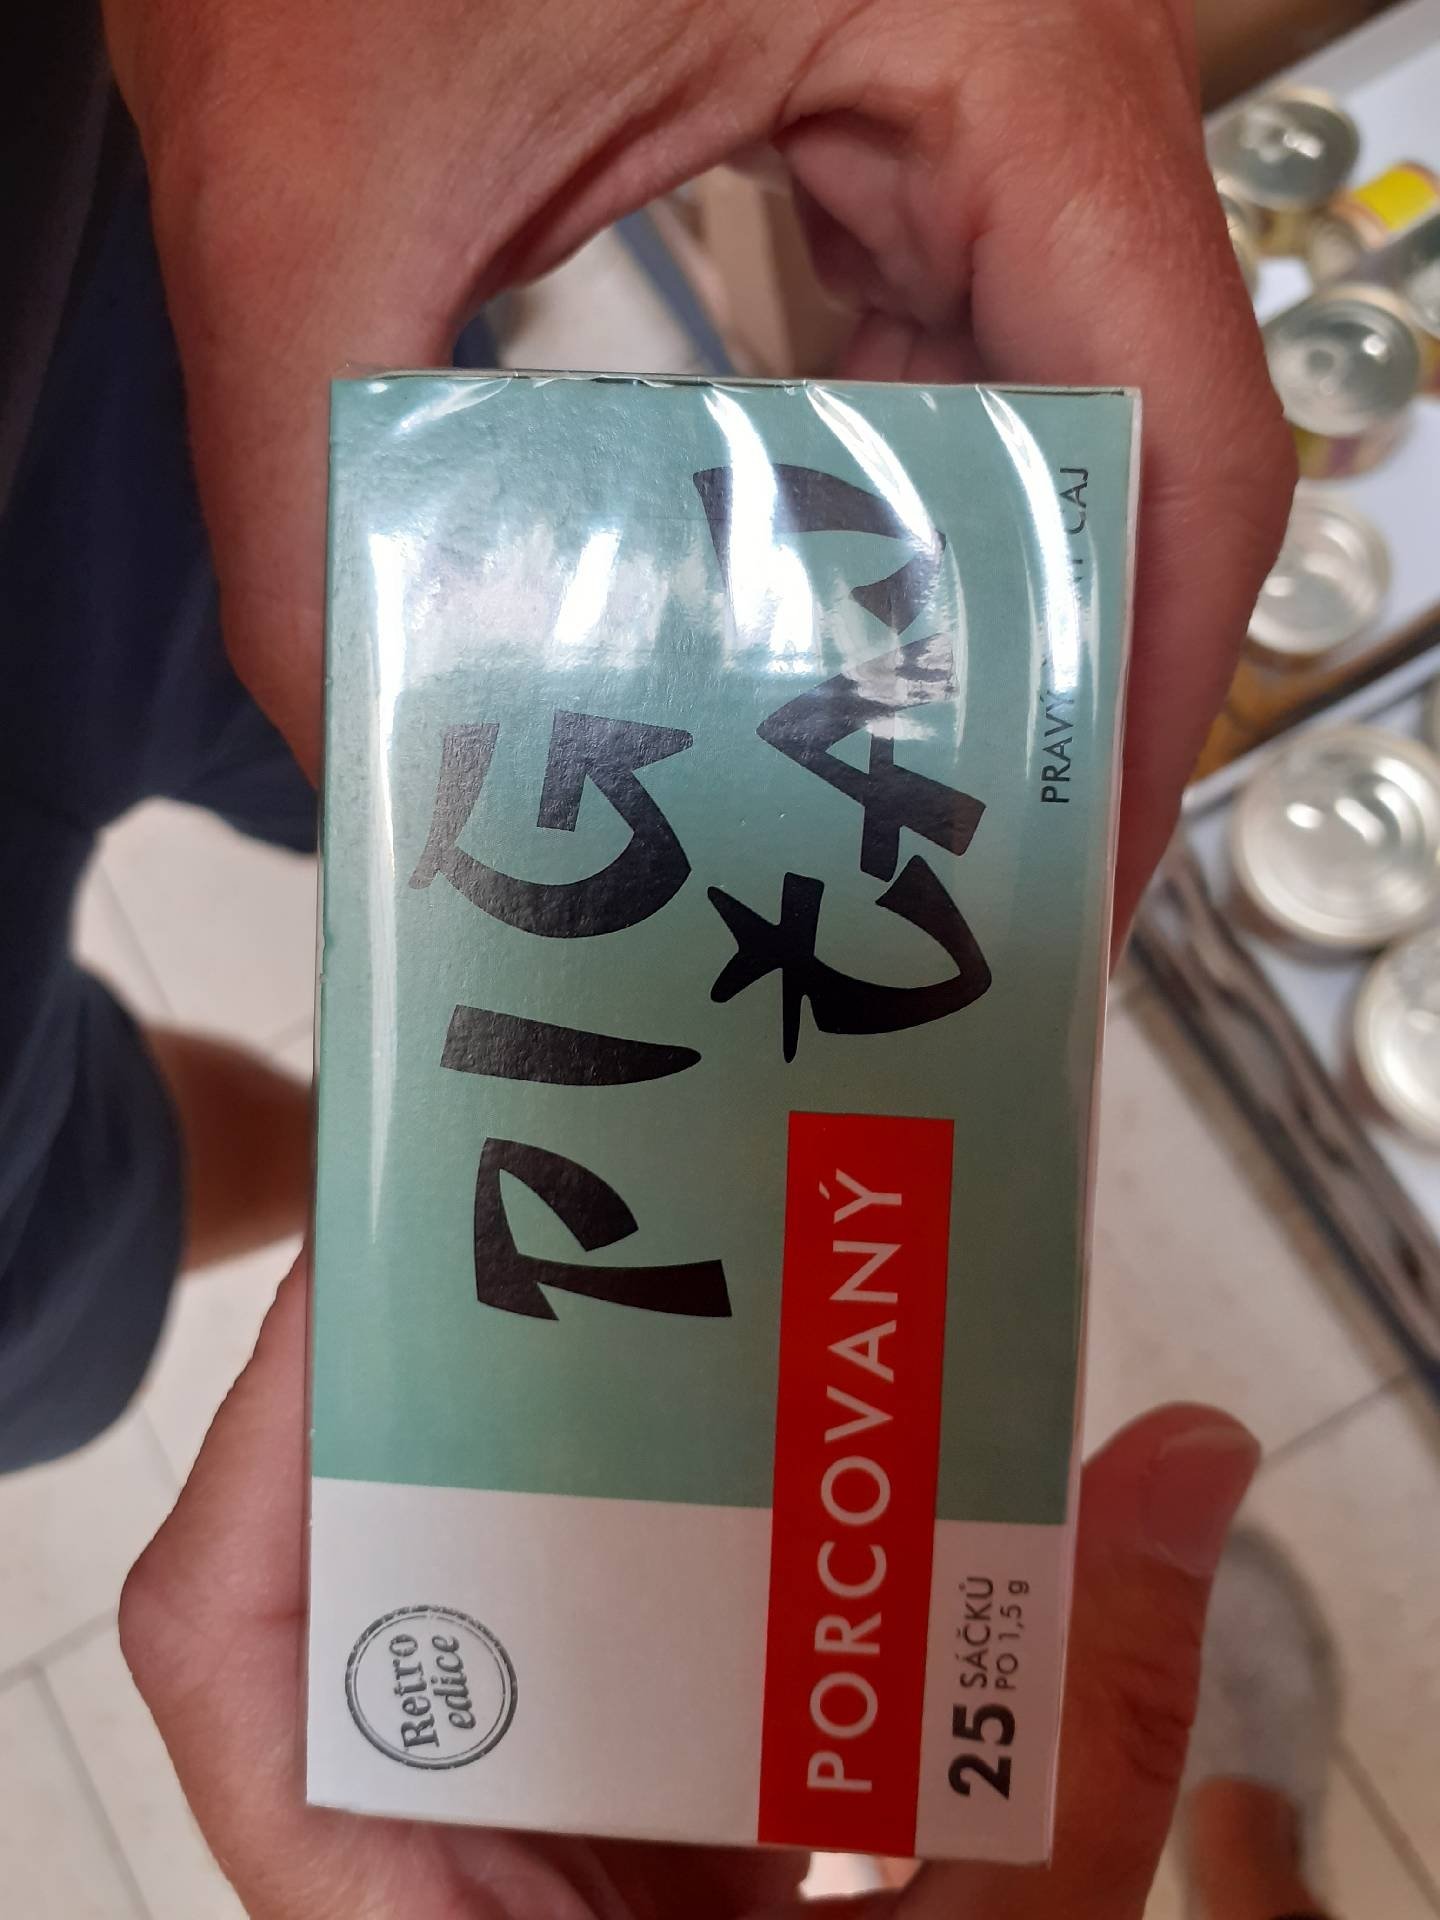 Retro
edice
PIGI
ČAJ
PORCOVANÝ
25 SÁČKŮ
PO 1,5 g
PRAVÝ ČAJ